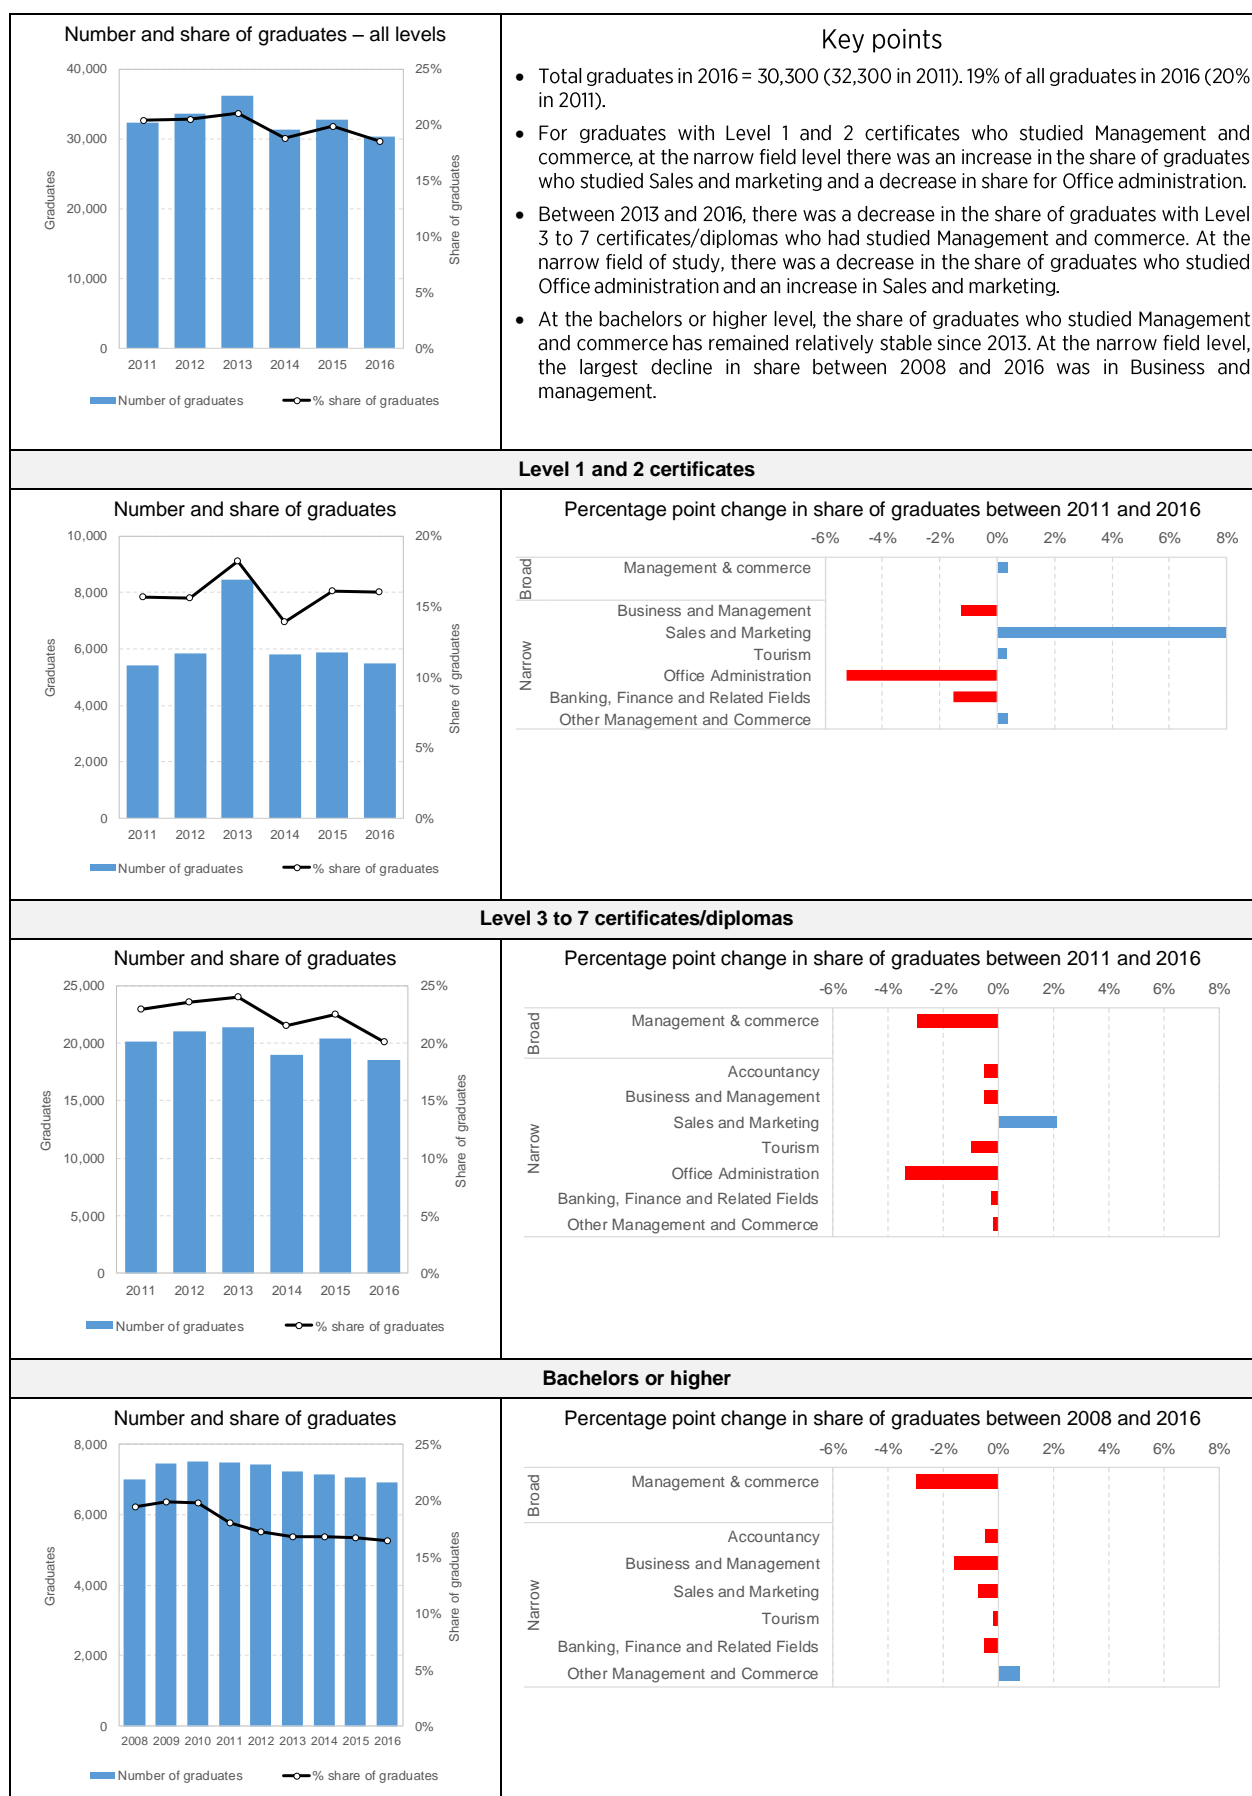 Number and share of graduates – all levels
40,000
30,000
20,000
10,000
0
25%
20%
15%
10%
5%
0%
Graduates
Share of graduates
2011 2012 2013 2014 2015 2016
Number of graduates % share of graduates
Key points
• Total graduates in 2016 = 30,300 (32,300 in 2011). 19% of all graduates in 2016 (20%
in 2011).
• For graduates with Level 1 and 2 certificates who studied Management and
commerce, at the narrow field level there was an increase in the share of graduates
who studied Sales and marketing and a decrease in share for Office administration.
• Between 2013 and 2016, there was a decrease in the share of graduates with Level
3 to 7 certificates/diplomas who had studied Management and commerce. At the
narrow field of study, there was a decrease in the share of graduates who studied
Office administration and an increase in Sales and marketing.
• At the bachelors or higher level, the share of graduates who studied Management
and commerce has remained relatively stable since 2013. At the narrow field level,
the largest decline in share between 2008 and 2016 was in Business and
management.
Level 1 and 2 certificates
Number and share of graduates
10,000
8,000
6,000
4,000
2,000
0
20%
15%
10%
5%
0%
Graduates
Share of graduates
2011 2012 2013 2014 2015 2016
Number of graduates % share of graduates
Percentage point change in share of graduates between 2011 and 2016
-6% -4% -2% 0% 2% 4% 6% 8%
Broad
Management & commerce
Narrow
Business and Management
Sales and Marketing
Tourism
Office Administration
Banking, Finance and Related Fields
Other Management and Commerce
Level 3 to 7 certificates/diplomas
Number and share of graduates
25,000
20,000
15,000
10,000
5,000
0
25%
20%
15%
10%
5%
0%
Graduates
Share of graduates
2011 2012 2013 2014 2015 2016
Number of graduates % share of graduates
Percentage point change in share of graduates between 2011 and 2016
-6% -4% -2% 0% 2% 4% 6% 8%
Broad
Management & commerce
Narrow
Accountancy
Business and Management
Sales and Marketing
Tourism
Office Administration
Banking, Finance and Related Fields
Other Management and Commerce
Bachelors or higher
Number and share of graduates
8,000
6,000
4,000
2,000
0
25%
20%
15%
10%
5%
0%
Graduates
Share of graduates
2008 2009 2010 2011 2012 2013 2014 2015 2016
Number of graduates % share of graduates
Percentage point change in share of graduates between 2008 and 2016
-6% -4% -2% 0% 2% 4% 6% 8%
Broad
Management & commerce
Narrow
Accountancy
Business and Management
Sales and Marketing
Tourism
Banking, Finance and Related Fields
Other Management and Commerce